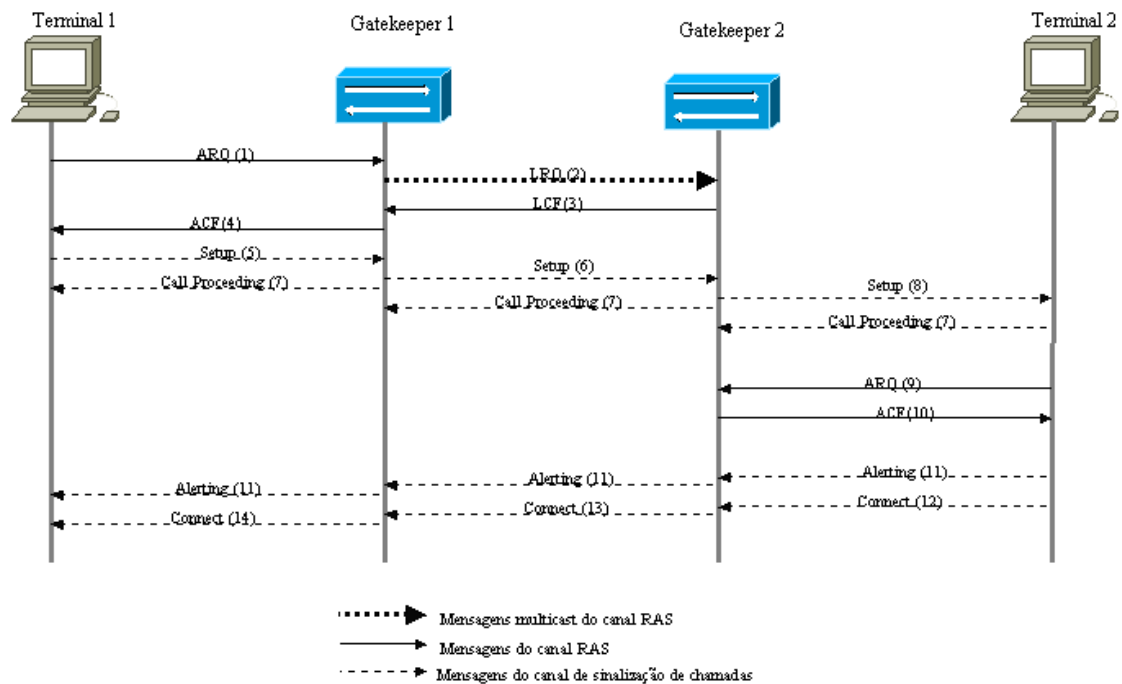 Terminal 1
Gatekeeper 1
Gatekeeper 2
Terminal 2
ARQ (1)
LRQ (2)
LCF(3)
ACF(4)
Setup (5)
Setup (6)
Call Proceeding (7)
Setup (8)
Call Proceeding (7)
Call Proceeding (7)
ARQ (9)
ACF(10)
Alerting (11)
Alerting (11)
Alerting (11)
Connect (12)
Connect (13)
Connect (14)
Mensagens multicast do canal RAS
Mensagens do canal RAS
Mensagens do canal de sinalização de chamadas